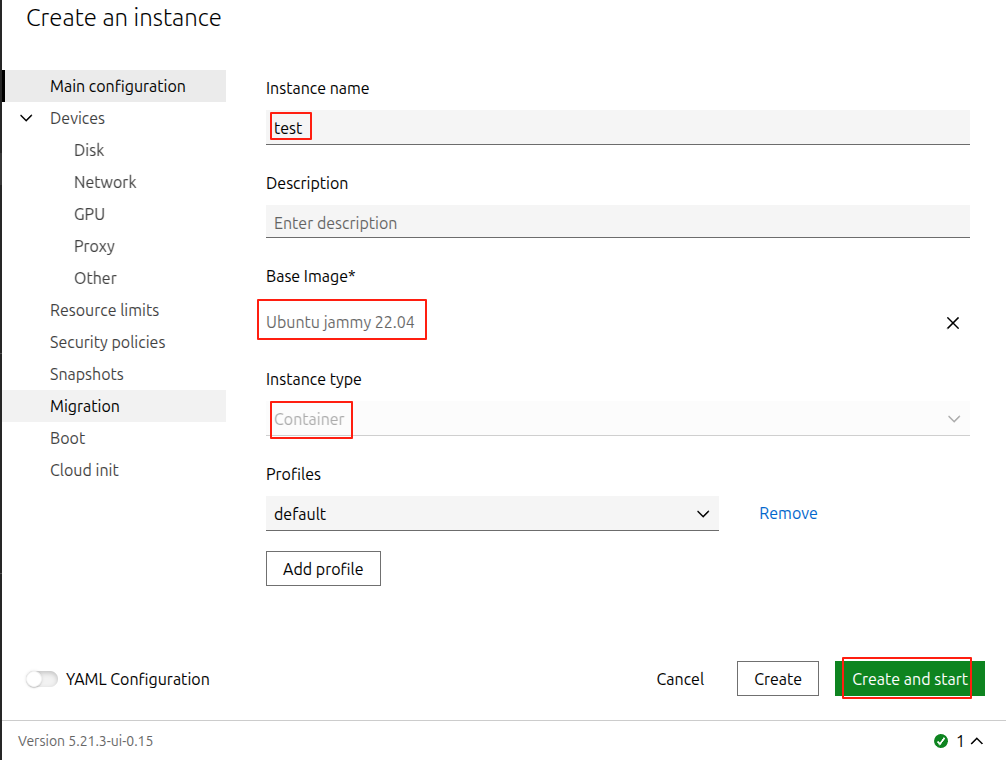 Create an instance
Main configuration
Devices
Disk
Network
GPU
Proxy
Other
Resource limits
Security policies
Snapshots
Migration
Boot
Cloud init
Instance name
test
Description
Enter description
Base Image*
Ubuntu jammy 22.04
Instance type
Container
Profiles
default
Remove
Add profile
YAML Configuration
Cancel
Create
Create and start
Version 5.21.3-ui-0.15
1